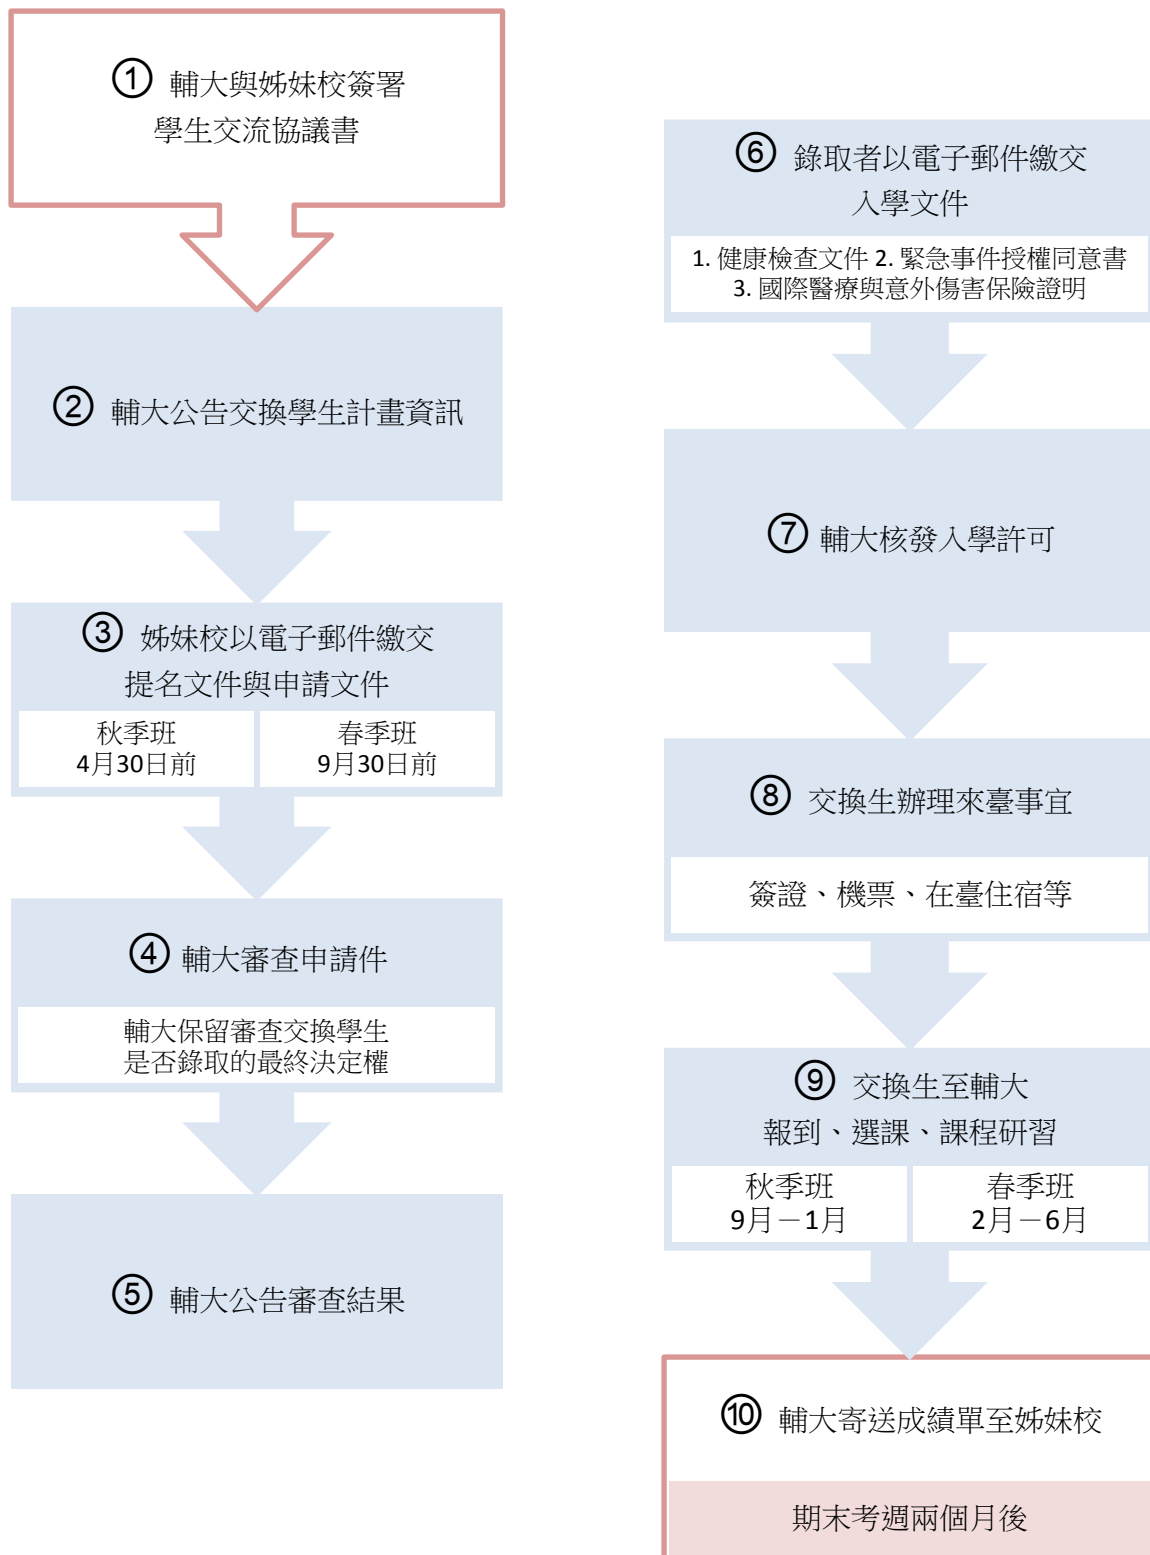 ① 輔大與姊妹校簽署
學生交流協議書
② 輔大公告交換學生計畫資訊
③ 姊妹校以電子郵件繳交
提名文件與申請文件
秋季班
4月30日前
春季班
9月30日前
④ 輔大審查申請件
輔大保留審查交換學生
是否錄取的最終決定權
⑤ 輔大公告審查結果
⑥ 錄取者以電子郵件繳交
入學文件
1. 健康檢查文件 2. 緊急事件授權同意書
3. 國際醫療與意外傷害保險證明
⑦ 輔大核發入學許可
⑧ 交換生辦理來臺事宜
簽證、機票、在臺住宿等
⑨ 交換生至輔大
報到、選課、課程研習
秋季班
9月－1月
春季班
2月－6月
⑩ 輔大寄送成績單至姊妹校
期末考週兩個月後